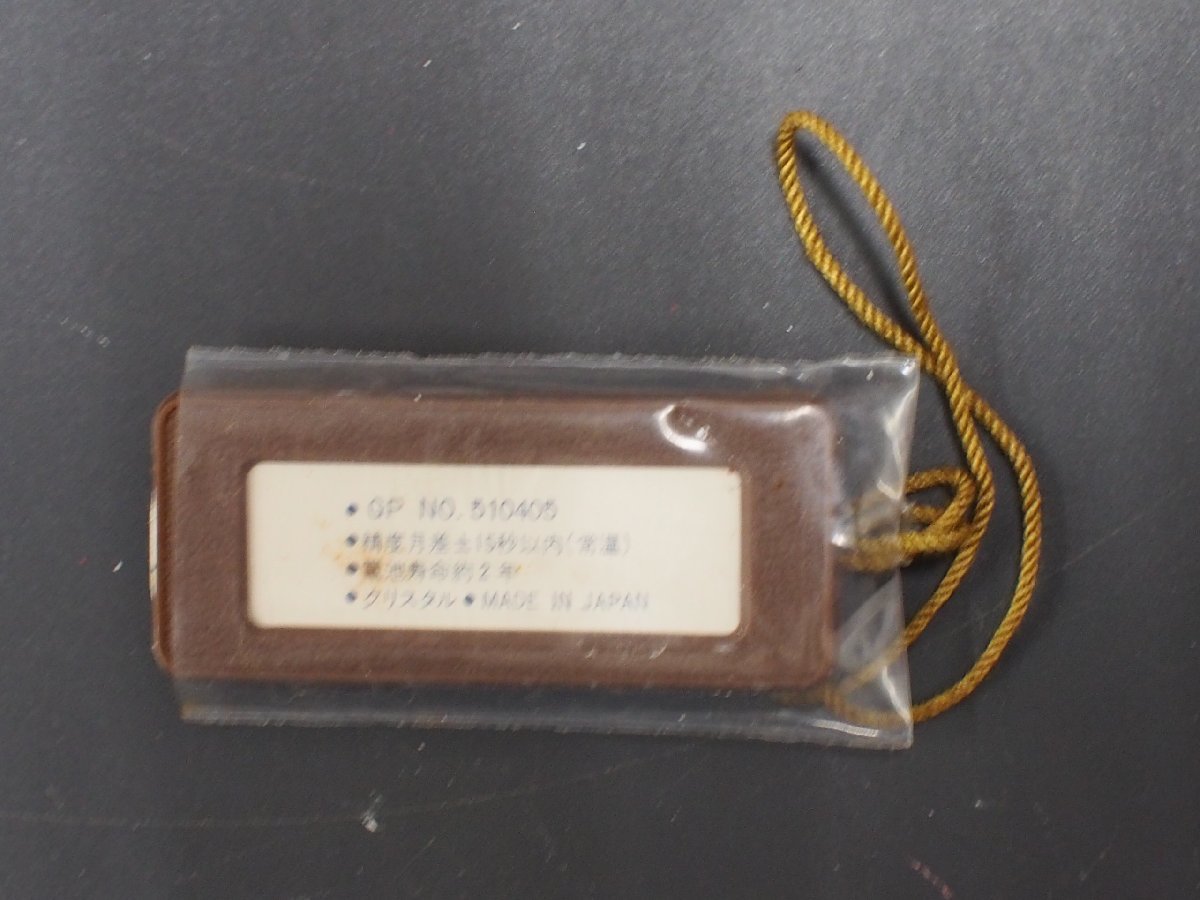 ● GP NO. 510405
● 精度月差±15秒以内(常温)
● 電池寿命約2年
● クリスタル ● MADE IN JAPAN